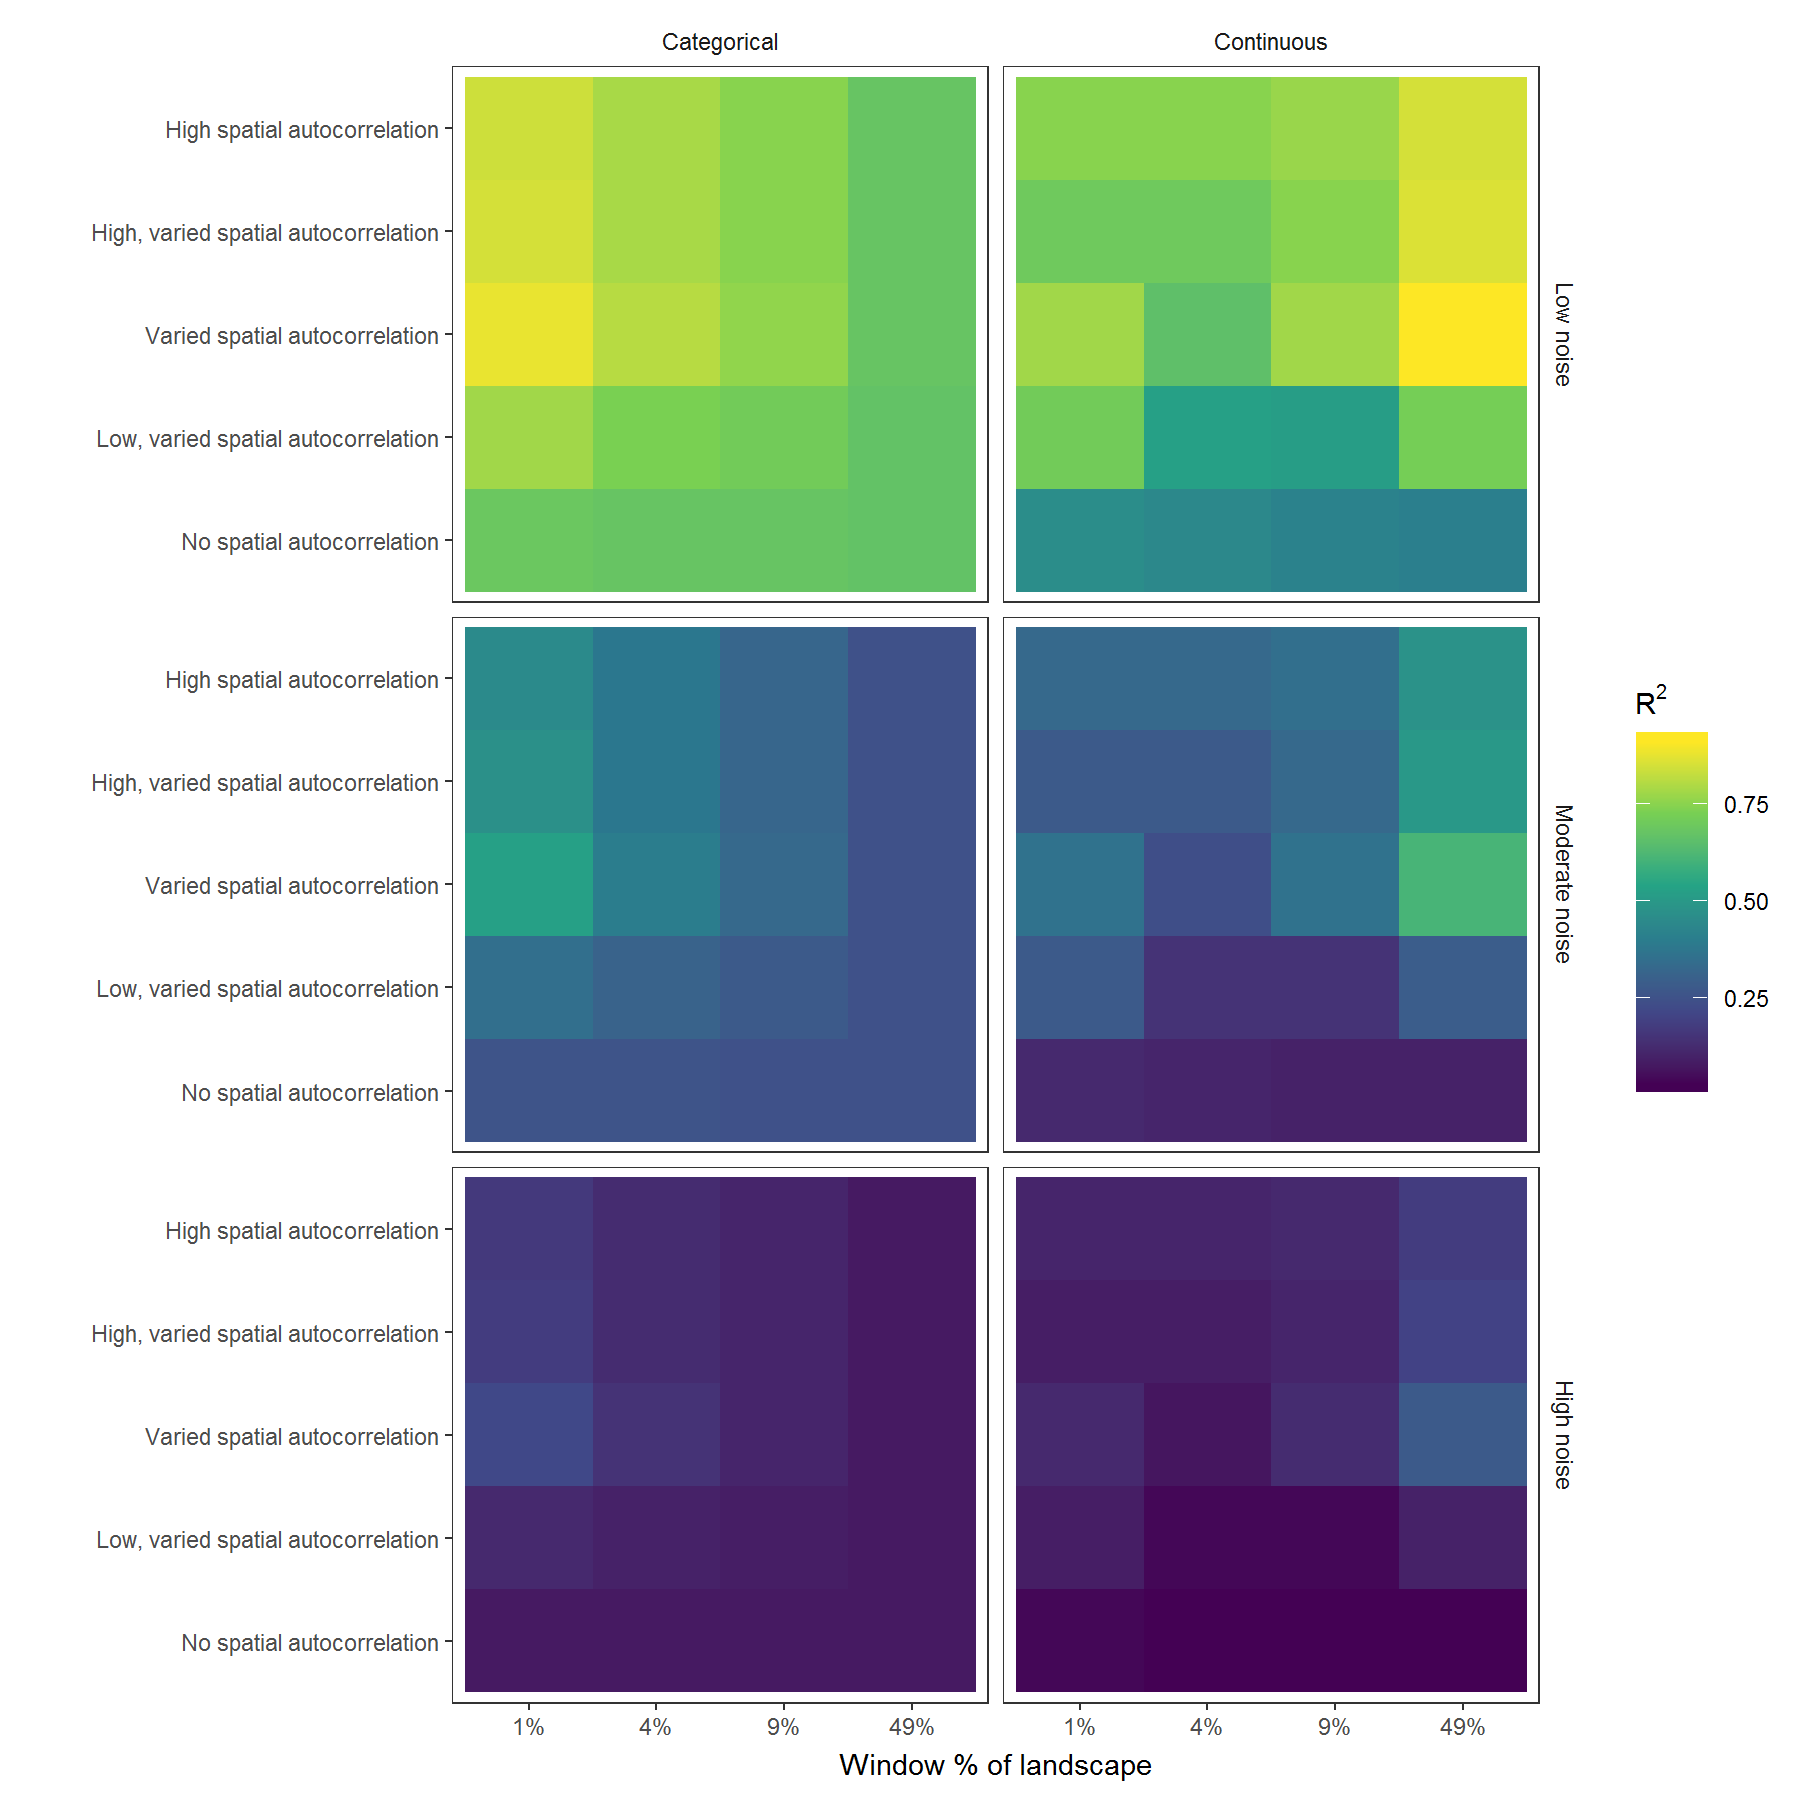 Categorical
Continuous
High spatial autocorrelation
High, varied spatial autocorrelation
Varied spatial autocorrelation
Low, varied spatial autocorrelation
No spatial autocorrelation
Low noise
High spatial autocorrelation
High, varied spatial autocorrelation
Varied spatial autocorrelation
Low, varied spatial autocorrelation
No spatial autocorrelation
Moderate noise
High spatial autocorrelation
High, varied spatial autocorrelation
Varied spatial autocorrelation
Low, varied spatial autocorrelation
No spatial autocorrelation
High noise
1% 4% 9% 49%
1% 4% 9% 49%
Window % of landscape
R²
0.75
0.50
0.25